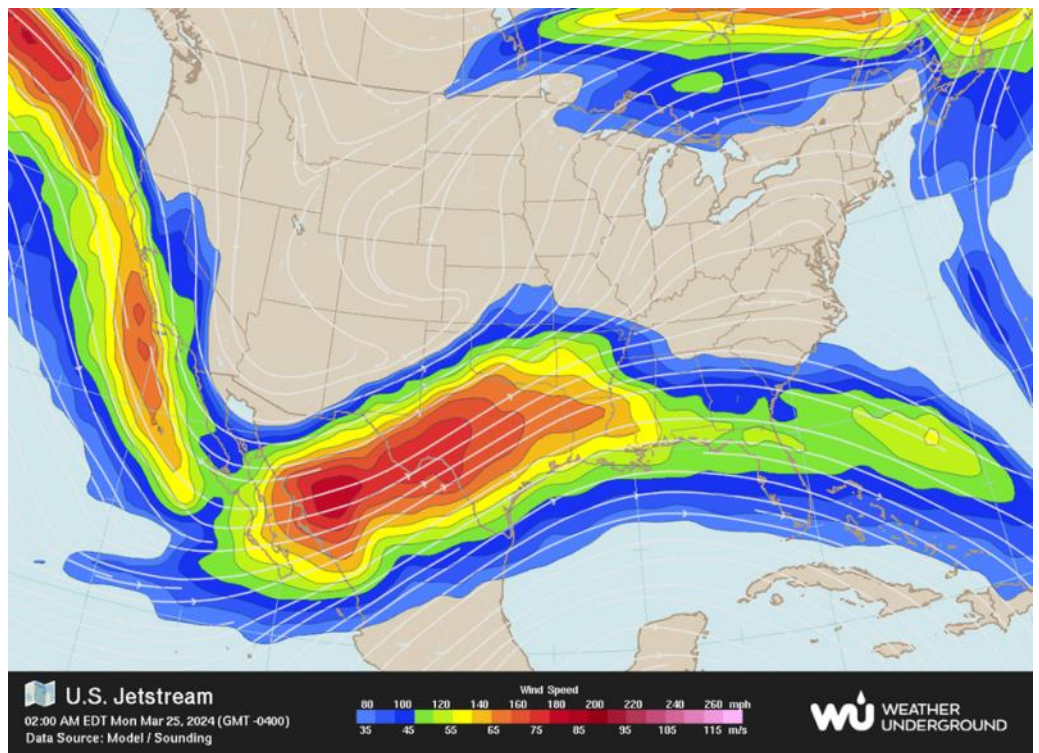 U.S. Jetstream
02:00 AM EDT Mon Mar 25, 2024 (GMT -0400)
Data Source: Model / Sounding
Wind Speed
80 100 120 140 160 180 200 220 240 260 mph
35 45 55 65 75 85 95 105 115 m/s
WU WEATHER
UNDERGROUND